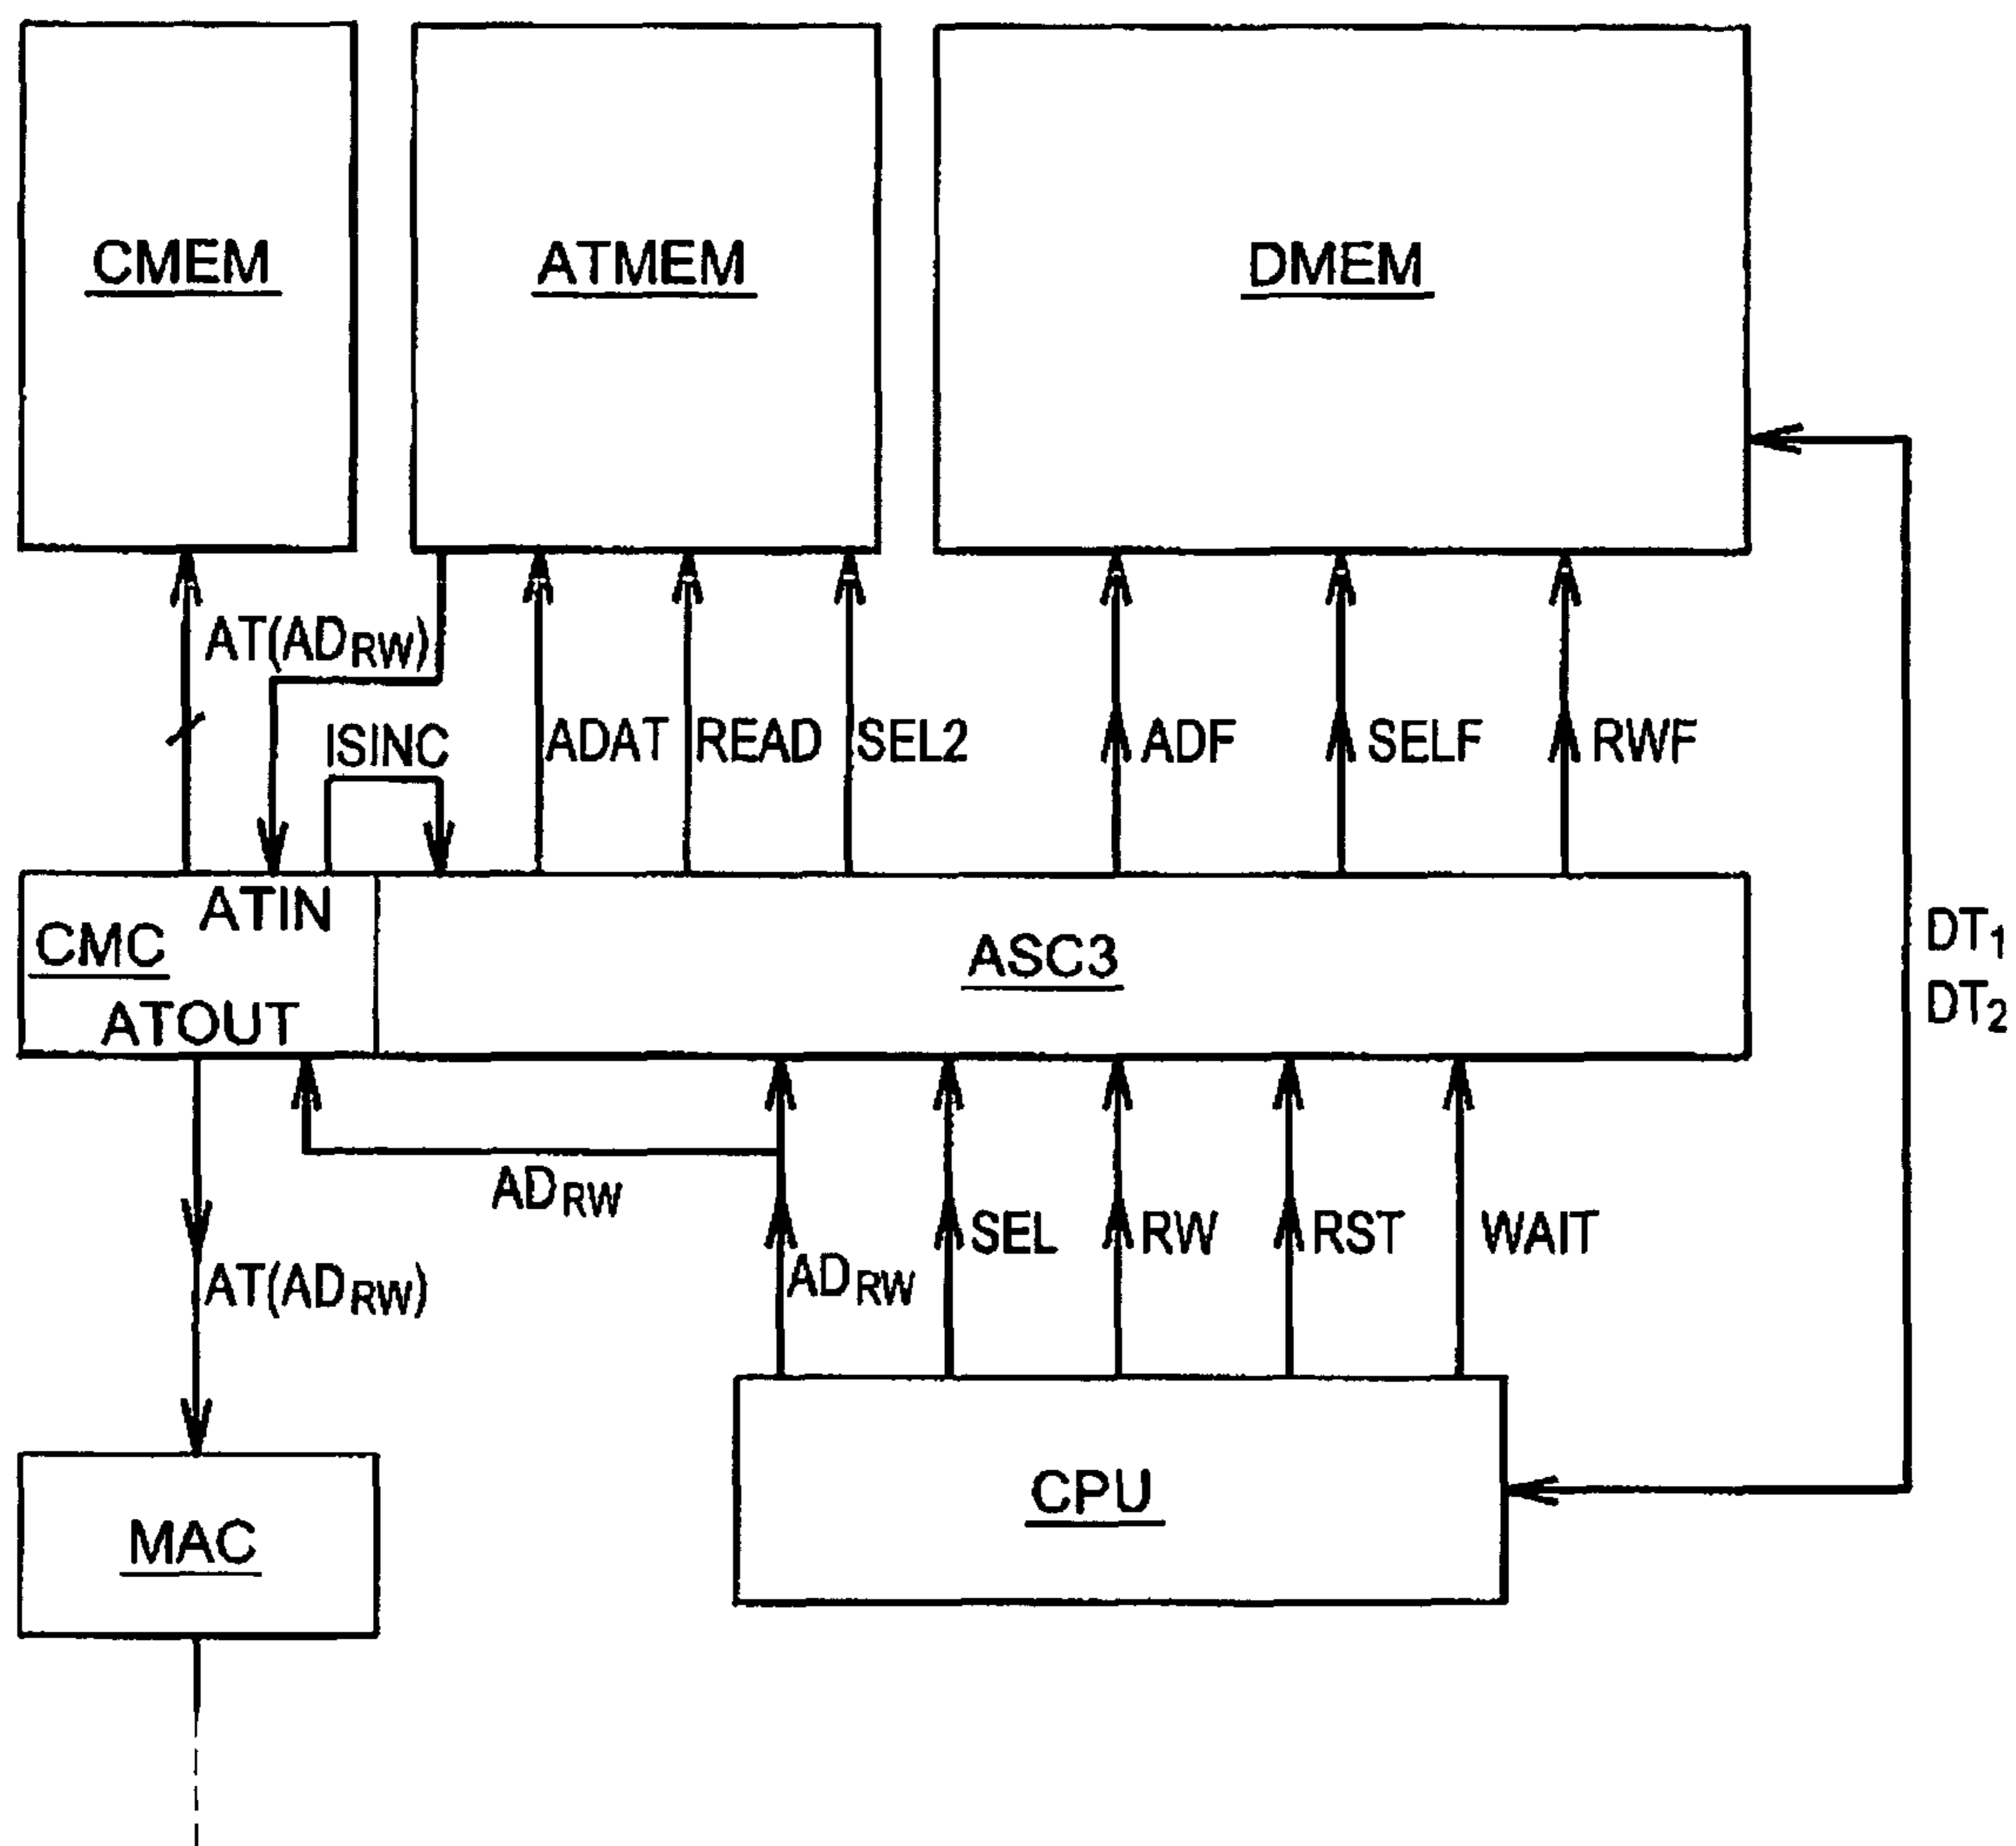 CMEM
ATMEM
DMEM
AT(ADRW)
ISINC
ADAT
READ
SEL2
ADF
SELF
RWF
ATIN
CMC
ATOUT
ASC3
DT1
DT2
ADRW
SEL
RW
RST
WAIT
ADRW
AT(ADRW)
CPU
MAC